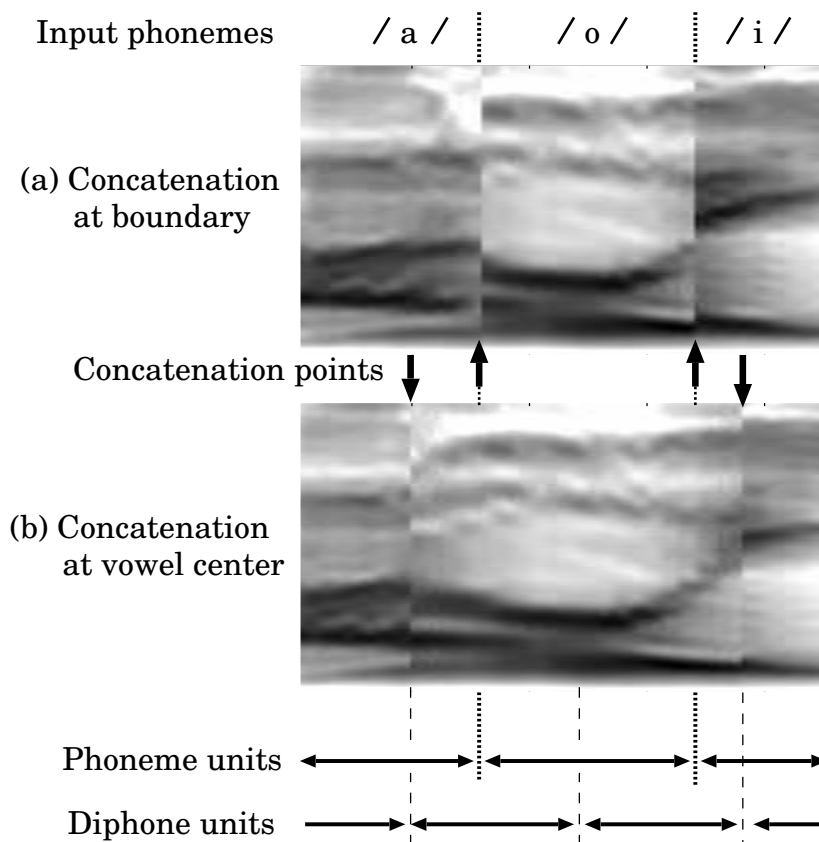 Input phonemes / a / / o / / i /
(a) Concatenation
at boundary
Concatenation points
(b) Concatenation
at vowel center
Phoneme units
Diphone units